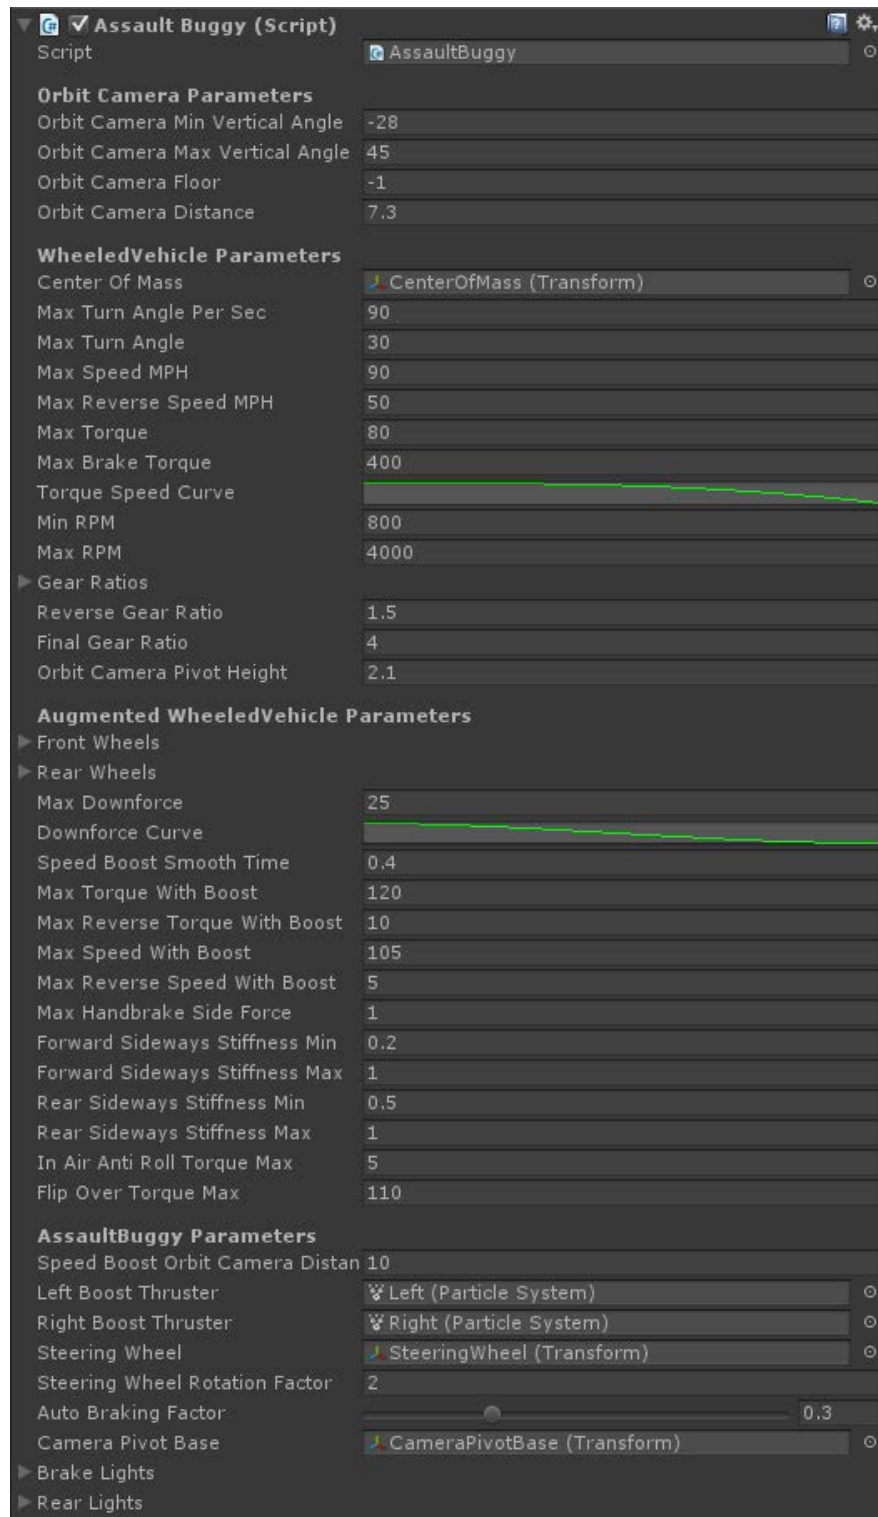 Assault Buggy (Script)
Script AssaultBuggy
Orbit Camera Parameters
Orbit Camera Min Vertical Angle -28
Orbit Camera Max Vertical Angle 45
Orbit Camera Floor -1
Orbit Camera Distance 7.3
WheeledVehicle Parameters
Center Of Mass CenterOfMass (Transform)
Max Turn Angle Per Sec 90
Max Turn Angle 30
Max Speed MPH 90
Max Reverse Speed MPH 50
Max Torque 80
Max Brake Torque 400
Torque Speed Curve
Min RPM 800
Max RPM 4000
Gear Ratios
Reverse Gear Ratio 1.5
Final Gear Ratio 4
Orbit Camera Pivot Height 2.1
Augmented WheeledVehicle Parameters
Front Wheels
Rear Wheels
Max Downforce 25
Downforce Curve
Speed Boost Smooth Time 0.4
Max Torque With Boost 120
Max Reverse Torque With Boost 10
Max Speed With Boost 105
Max Reverse Speed With Boost 5
Max Handbrake Side Force 1
Forward Sideways Stiffness Min 0.2
Forward Sideways Stiffness Max 1
Rear Sideways Stiffness Min 0.5
Rear Sideways Stiffness Max 1
In Air Anti Roll Torque Max 5
Flip Over Torque Max 110
AssaultBuggy Parameters
Speed Boost Orbit Camera Distan 10
Left Boost Thruster Left (Particle System)
Right Boost Thruster Right (Particle System)
Steering Wheel SteeringWheel (Transform)
Steering Wheel Rotation Factor 2
Auto Braking Factor 0.3
Camera Pivot Base CameraPivotBase (Transform)
Brake Lights
Rear Lights